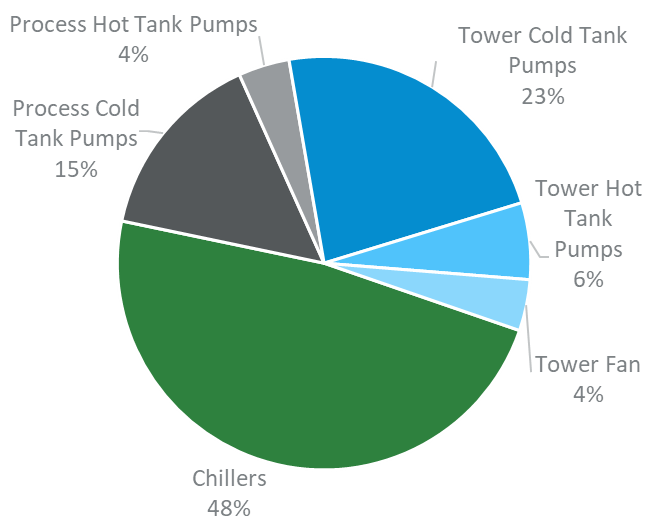 Process Hot Tank Pumps
4%
Tower Cold Tank
Pumps
23%
Process Cold
Tank Pumps
15%
Tower Hot
Tank
Pumps
6%
Tower Fan
4%
Chillers
48%